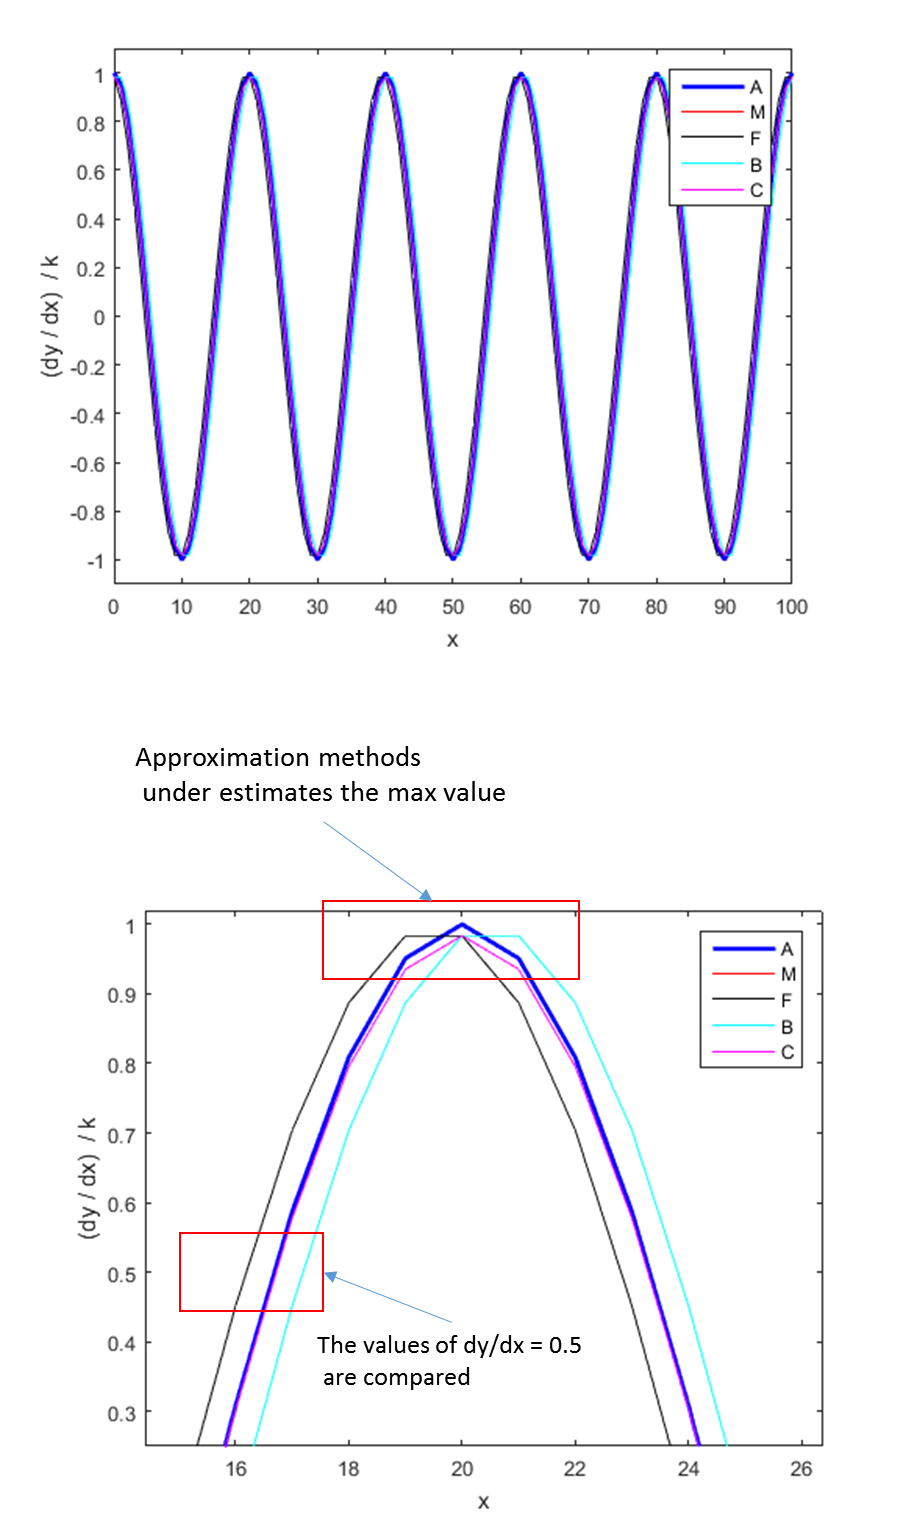 1
0.8
0.6
0.4
0.2
0
-0.2
-0.4
-0.6
-0.8
-1
(dy / dx) / k
A
M
F
B
C
0 10 20 30 40 50 60 70 80 90 100
x
Approximation methods
under estimates the max value
1
0.9
0.8
0.7
0.6
0.5
0.4
0.3
(dy / dx) / k
A
M
F
B
C
The values of dy/dx = 0.5
are compared
16 18 20 22 24 26
x